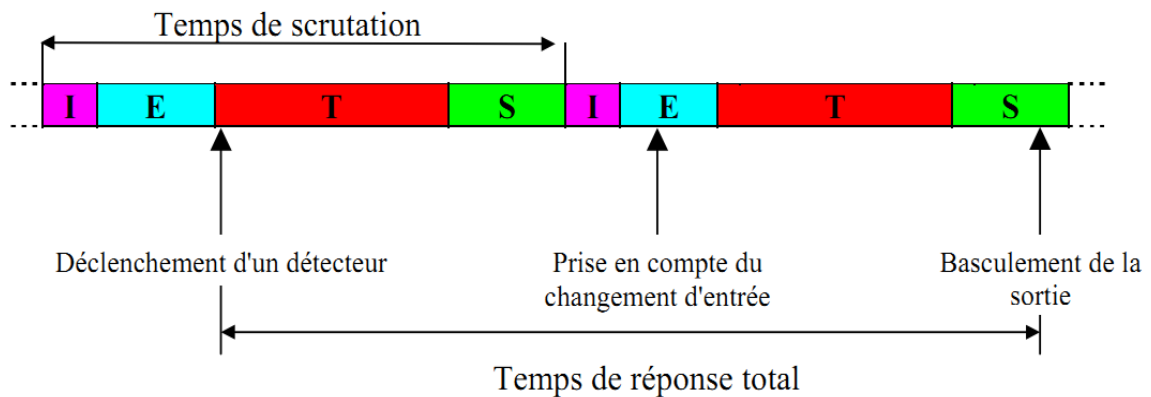 Temps de scrutation
I E T S I E T S
Déclenchement d'un détecteur
Prise en compte du
changement d'entrée
Basculement de la
sortie
Temps de réponse total